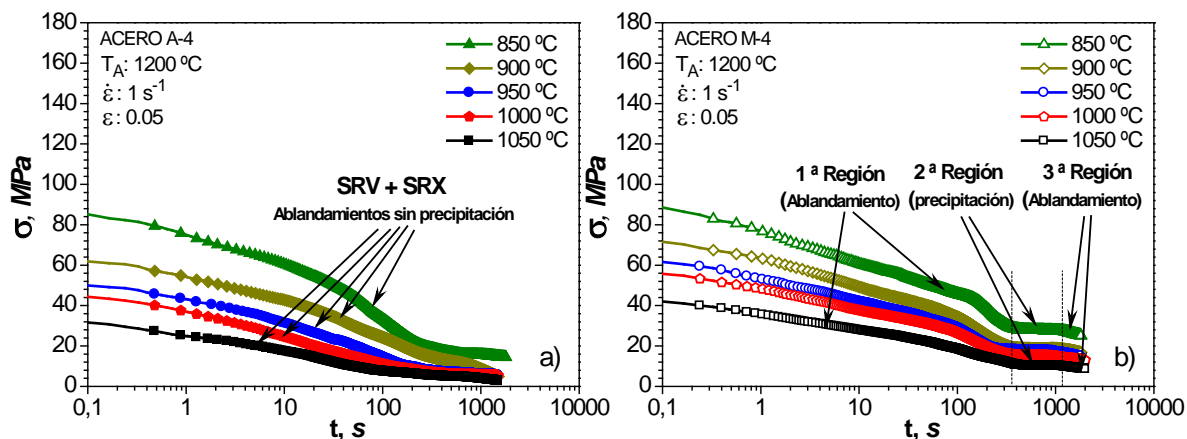 180
160
140
120
100
80
60
40
20
0
σ, MPa
ACERO A-4
T_A: 1200 ºC
ε̇ : 1 s⁻¹
ε : 0.05
850 ºC
900 ºC
950 ºC
1000 ºC
1050 ºC
SRV + SRX
Ablandamientos sin precipitación
a)
0,1
1
10
100
1000
10000
t, s
180
160
140
120
100
80
60
40
20
0
σ, MPa
ACERO M-4
T_A: 1200 ºC
ε̇ : 1 s⁻¹
ε : 0.05
850 ºC
900 ºC
950 ºC
1000 ºC
1050 ºC
1 ª Región
(Ablandamiento)
2 ª Región
(precipitación)
3 ª Región
(Ablandamiento)
b)
0,1
1
10
100
1000
10000
t, s